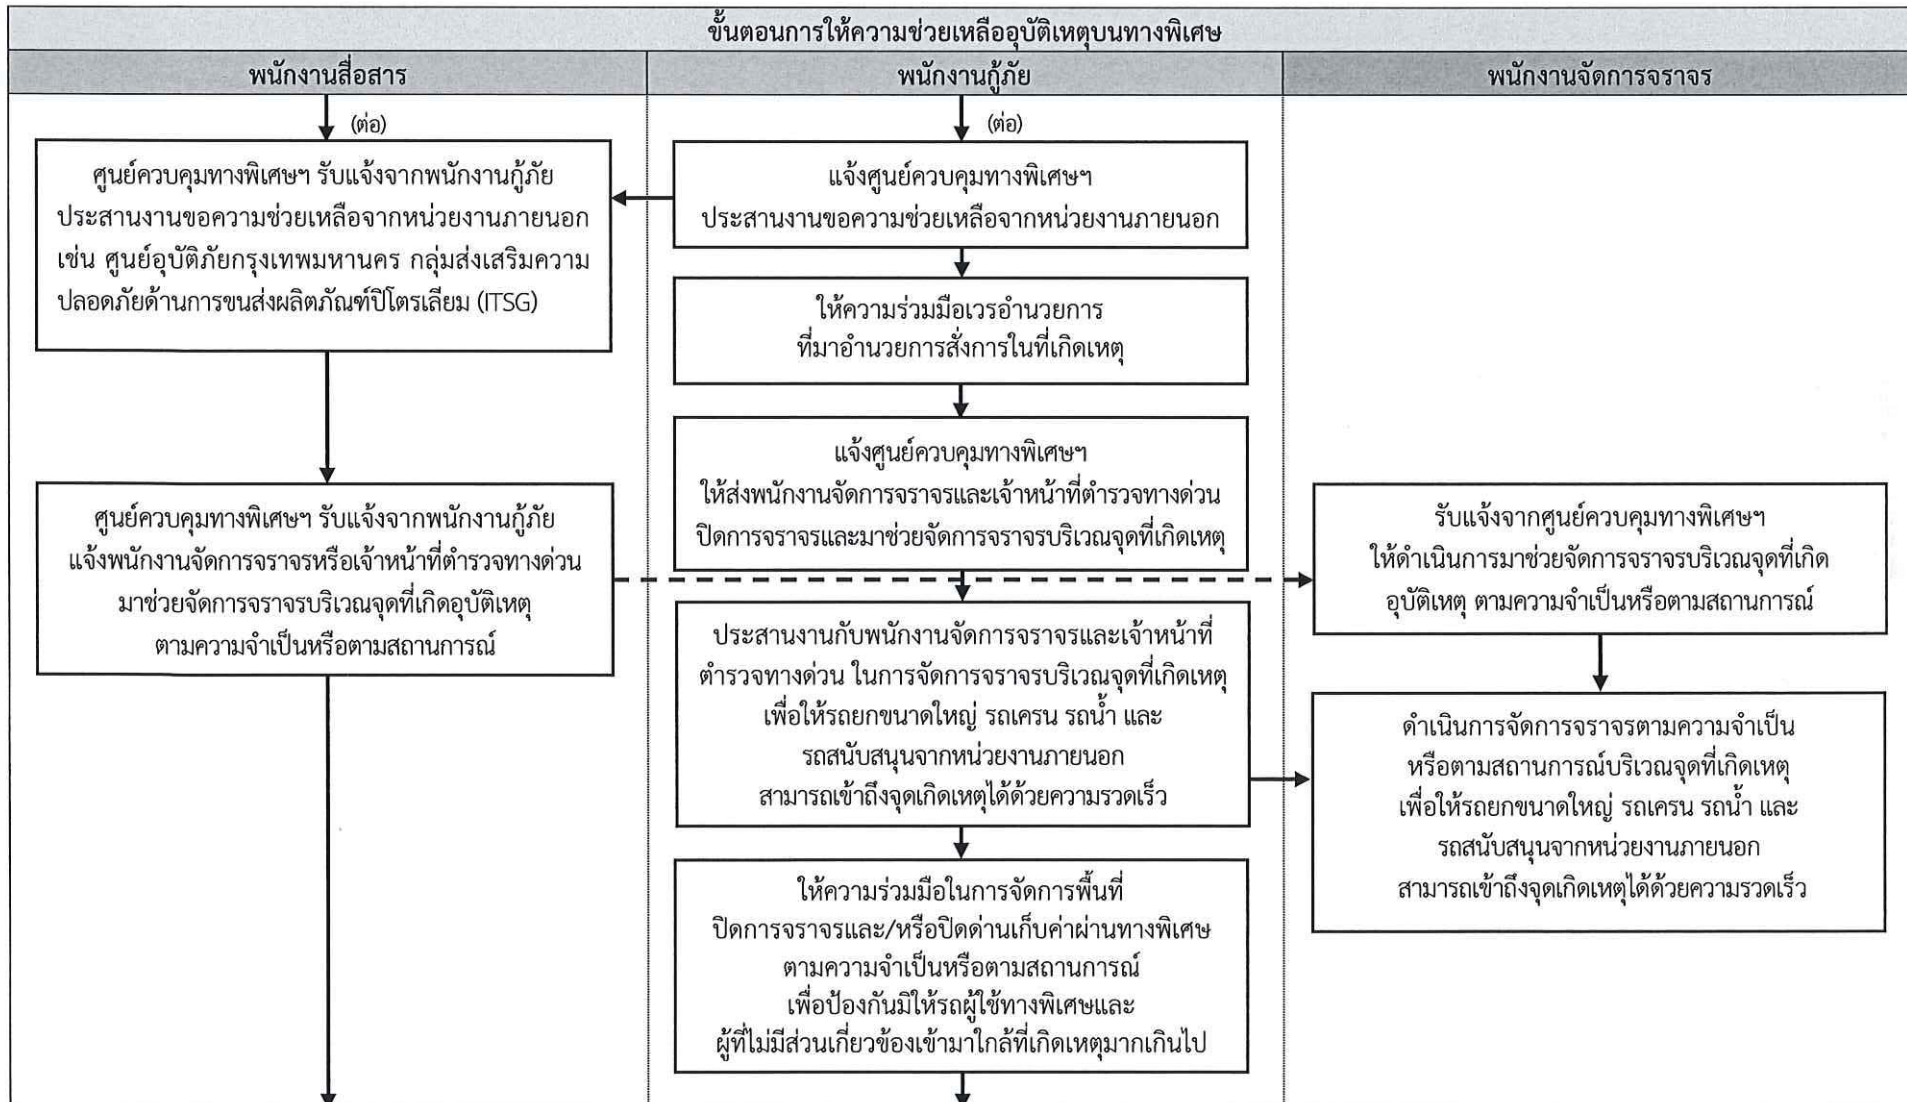 ขั้นตอนการให้ความช่วยเหลืออุบัติเหตุบนทางพิเศษ
พนักงานสื่อสาร
พนักงานกู้ภัย
พนักงานจัดการจราจร
(ต่อ)
ศูนย์ควบคุมทางพิเศษฯ รับแจ้งจากพนักงานกู้ภัย
ประสานงานขอความช่วยเหลือจากหน่วยงานภายนอก
เช่น ศูนย์อุบัติภัยกรุงเทพมหานคร กลุ่มส่งเสริมความ
ปลอดภัยด้านการขนส่งผลิตภัณฑ์ปิโตรเลียม (ITSG)
ศูนย์ควบคุมทางพิเศษฯ รับแจ้งจากพนักงานกู้ภัย
แจ้งพนักงานจัดการจราจรหรือเจ้าหน้าที่ตำรวจทางด่วน
มาช่วยจัดการจราจรบริเวณจุดที่เกิดอุบัติเหตุ
ตามความจำเป็นหรือตามสถานการณ์
(ต่อ)
แจ้งศูนย์ควบคุมทางพิเศษฯ
ประสานงานขอความช่วยเหลือจากหน่วยงานภายนอก
ให้ความร่วมมือเวรอำนวยการ
ที่มาอำนวยการสั่งการในที่เกิดเหตุ
แจ้งศูนย์ควบคุมทางพิเศษฯ
ให้ส่งพนักงานจัดการจราจรและเจ้าหน้าที่ตำรวจทางด่วน
ปิดการจราจรและมาช่วยจัดการจราจรบริเวณจุดที่เกิดเหตุ
ประสานงานกับพนักงานจัดการจราจรและเจ้าหน้าที่
ตำรวจทางด่วน ในการจัดการจราจรบริเวณจุดที่เกิดเหตุ
เพื่อให้รถยกขนาดใหญ่ รถเครน รถน้ำ และ
รถสนับสนุนจากหน่วยงานภายนอก
สามารถเข้าถึงจุดเกิดเหตุได้ด้วยความรวดเร็ว
ให้ความร่วมมือในการจัดการพื้นที่
ปิดการจราจรและ/หรือปิดด่านเก็บค่าผ่านทางพิเศษ
ตามความจำเป็นหรือตามสถานการณ์
เพื่อป้องกันมิให้รถผู้ใช้ทางพิเศษและ
ผู้ที่ไม่มีส่วนเกี่ยวข้องเข้ามาใกล้ที่เกิดเหตุมากเกินไป
รับแจ้งจากศูนย์ควบคุมทางพิเศษฯ
ให้ดำเนินการมาช่วยจัดการจราจรบริเวณจุดที่เกิด
อุบัติเหตุ ตามความจำเป็นหรือตามสถานการณ์
ดำเนินการจัดการจราจรตามความจำเป็น
หรือตามสถานการณ์บริเวณจุดที่เกิดเหตุ
เพื่อให้รถยกขนาดใหญ่ รถเครน รถน้ำ และ
รถสนับสนุนจากหน่วยงานภายนอก
สามารถเข้าถึงจุดเกิดเหตุได้ด้วยความรวดเร็ว